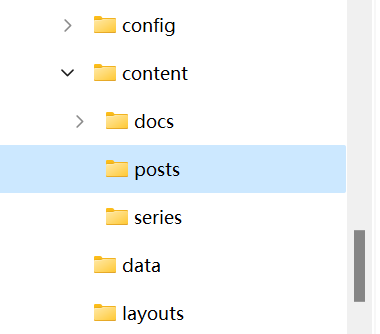 config
content
docs
posts
series
data
layouts